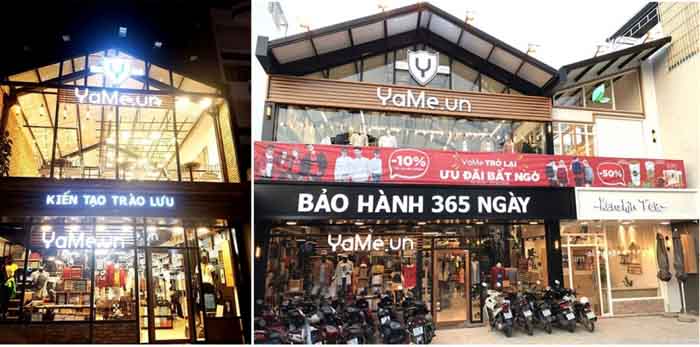 YaMe.vn
KIẾN TẠO TRÀO LƯU
YaMe.vn
Y
YaMe.vn
-10%
YaMe TRỞ LẠI
ƯU ĐÃI BẤT NGỜ
-50%
BẢO HÀNH 365 NGÀY
YaMe.vn